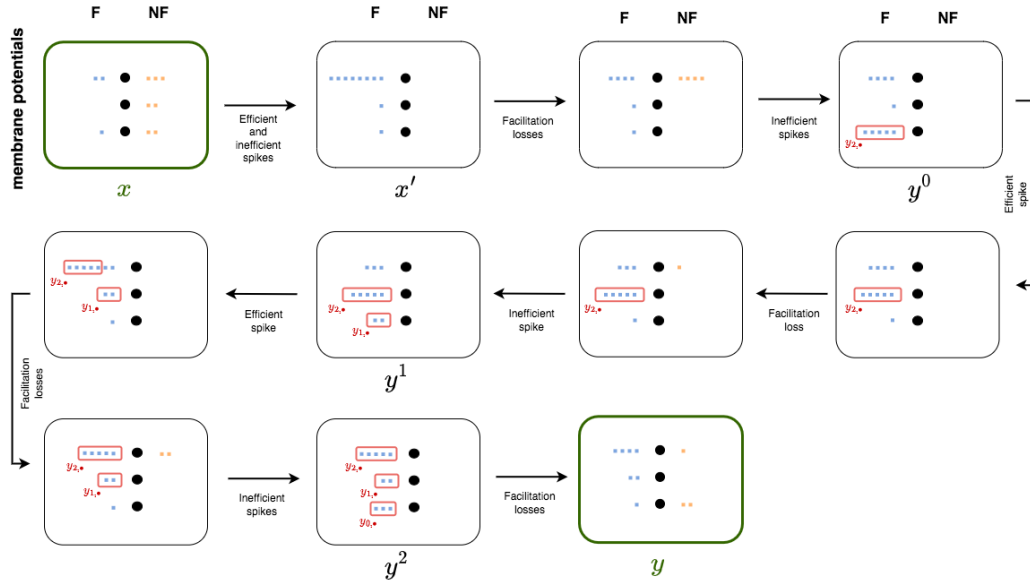 F NF F NF F NF F NF
membrane potentials
Efficient
and
inefficient
spikes
Facilitation
losses
Inefficient
spikes
y₂,•
x
x′
y⁰
Efficient
spike
y₂,•
y₁,•
Efficient
spike
y₂,•
y₁,•
Inefficient
spike
y₂,•
Facilitation
loss
y₂,•
y¹
Facilitation
losses
y₂,•
y₁,•
Inefficient
spikes
y₂,•
y₁,•
y₀,•
Facilitation
losses
y²
y